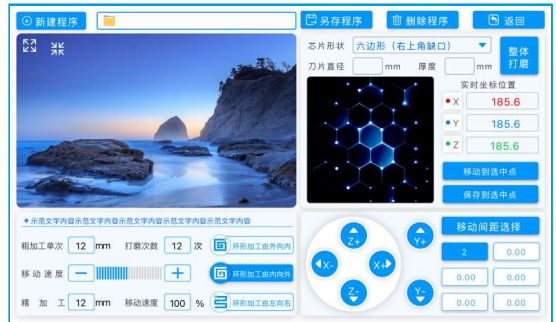 新建程序
另存程序 删除程序 返回
芯片形状 六边形（右上角缺口）
整体打磨
刀片直径 mm 厚度 mm
实时坐标位置
X 185.6
Y 185.6
Z 185.6
移动到选中点
保存到选中点
示范文字内容示范文字内容示范文字内容示范文字内容示范文字内容
粗加工单次 12 mm 打磨次数 12 次 环形加工由外向内
移动速度 环形加工由内向外
精加工 12 mm 移动速度 100 % 环形加工由左向右
Z+ Y+
X- X+
Z- Y-
移动间距选择
2 0.00
0.00 0.00
0.00 0.00